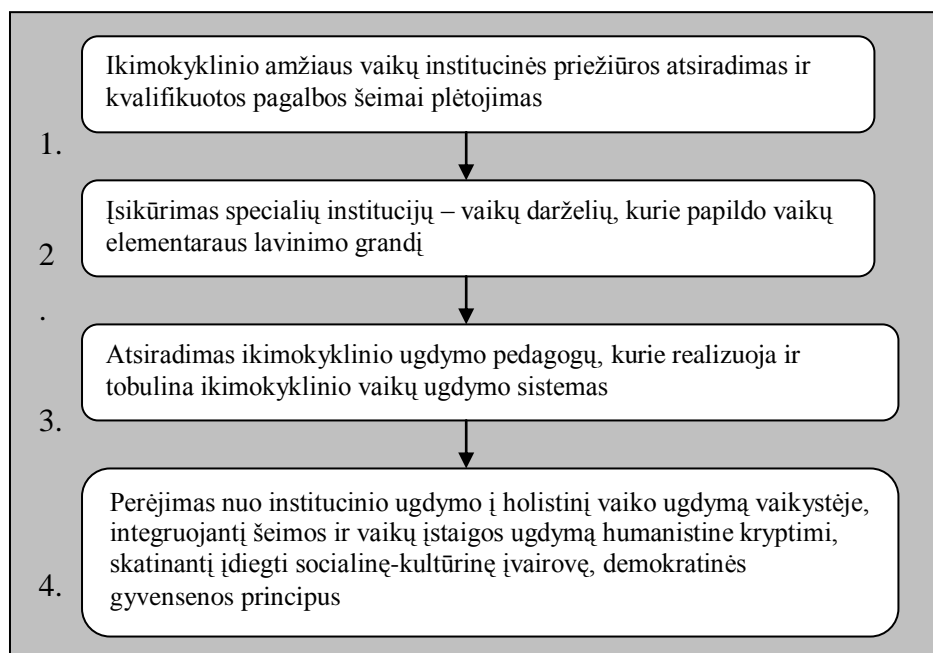 Ikimokyklinio amžiaus vaikų institucinės priežiūros atsiradimas ir
kvalifikuotos pagalbos šeimai plėtojimas
1.
Įsikūrimas specialių institucijų – vaikų darželių, kurie papildo vaikų
elementaraus lavinimo grandį
2
.
Atsiradimas ikimokyklinio ugdymo pedagogų, kurie realizuoja ir
tobulina ikimokyklinio vaikų ugdymo sistemas
3.
Perėjimas nuo institucinio ugdymo į holistinį vaiko ugdymą vaikystėje,
integruojantį šeimos ir vaikų įstaigos ugdymą humanistine kryptimi,
skatinantį įdiegti socialinę-kultūrinę įvairovę, demokratinės
gyvensenos principus
4.